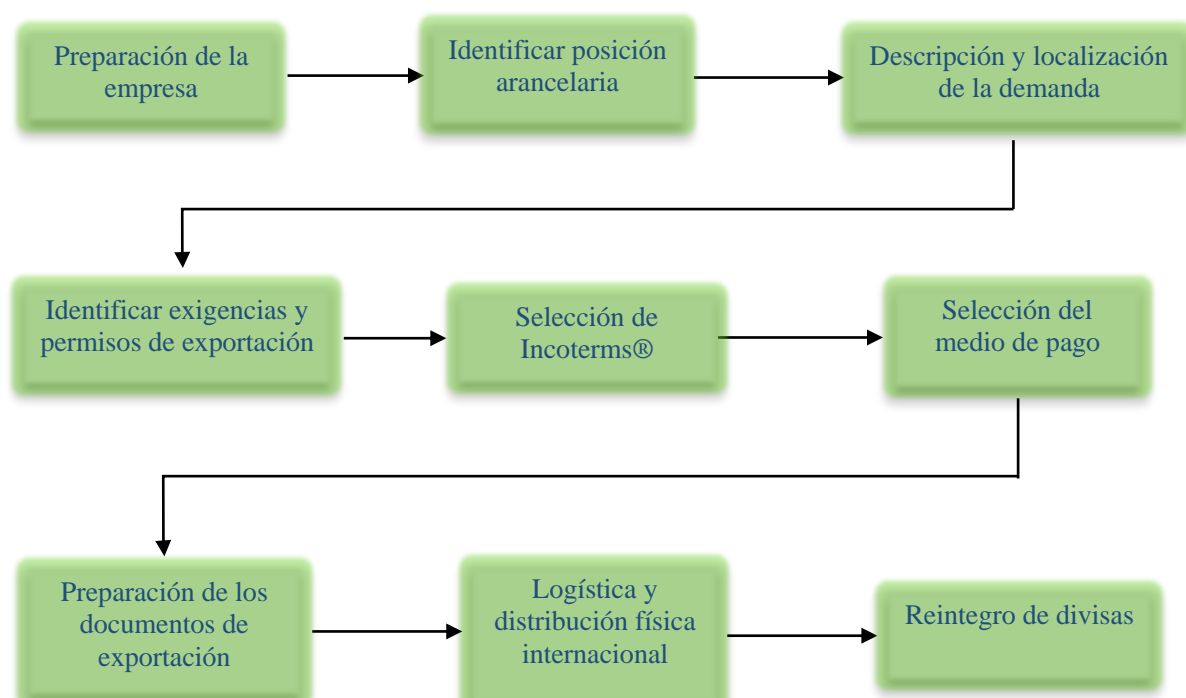 Preparación de la
empresa
Identificar posición
arancelaria
Descripción y localización
de la demanda
Identificar exigencias y
permisos de exportación
Selección de
Incoterms®
Selección del
medio de pago
Preparación de los
documentos de
exportación
Logística y
distribución física
internacional
Reintegro de divisas